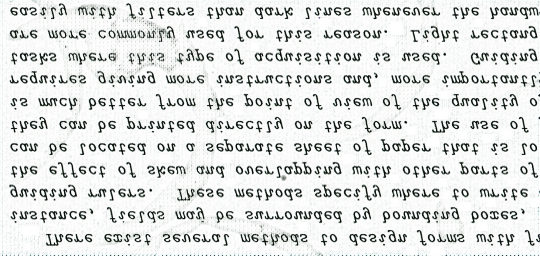 There exist several methods to design forms with fi
instance, fields may be surrounded by bounding boxes,
guiding rulers. These methods specify where to write
the effect of skew and overlapping with other parts of
can be located on a separate sheet of paper that is lo
they can be printed directly on the form. The use of
is much better from the point of view of the quality o
requires giving more instructions and, more importantl
tasks where this type of acquisition is used. Guiding
are more commonly used for this reason. Light rectang
easily with filters than dark lines whenever the handw